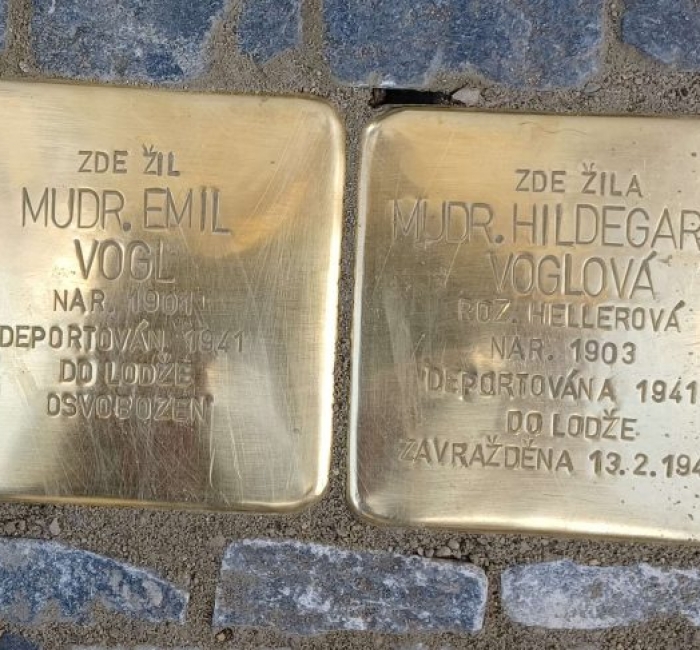 ZDE ŽIL
MUDR. EMIL
VOGL
NAR. 1901
DEPORTOVÁN 1941
DO LODŽE
OSVOBOZEN
ZDE ŽILA
MUDR. HILDEGAR
VOGLOVÁ
ROZ. HELLEROVÁ
NAR. 1903
DEPORTOVÁNA 1941
DO LODŽE
ZAVRAŽDĚNA 13.2.194